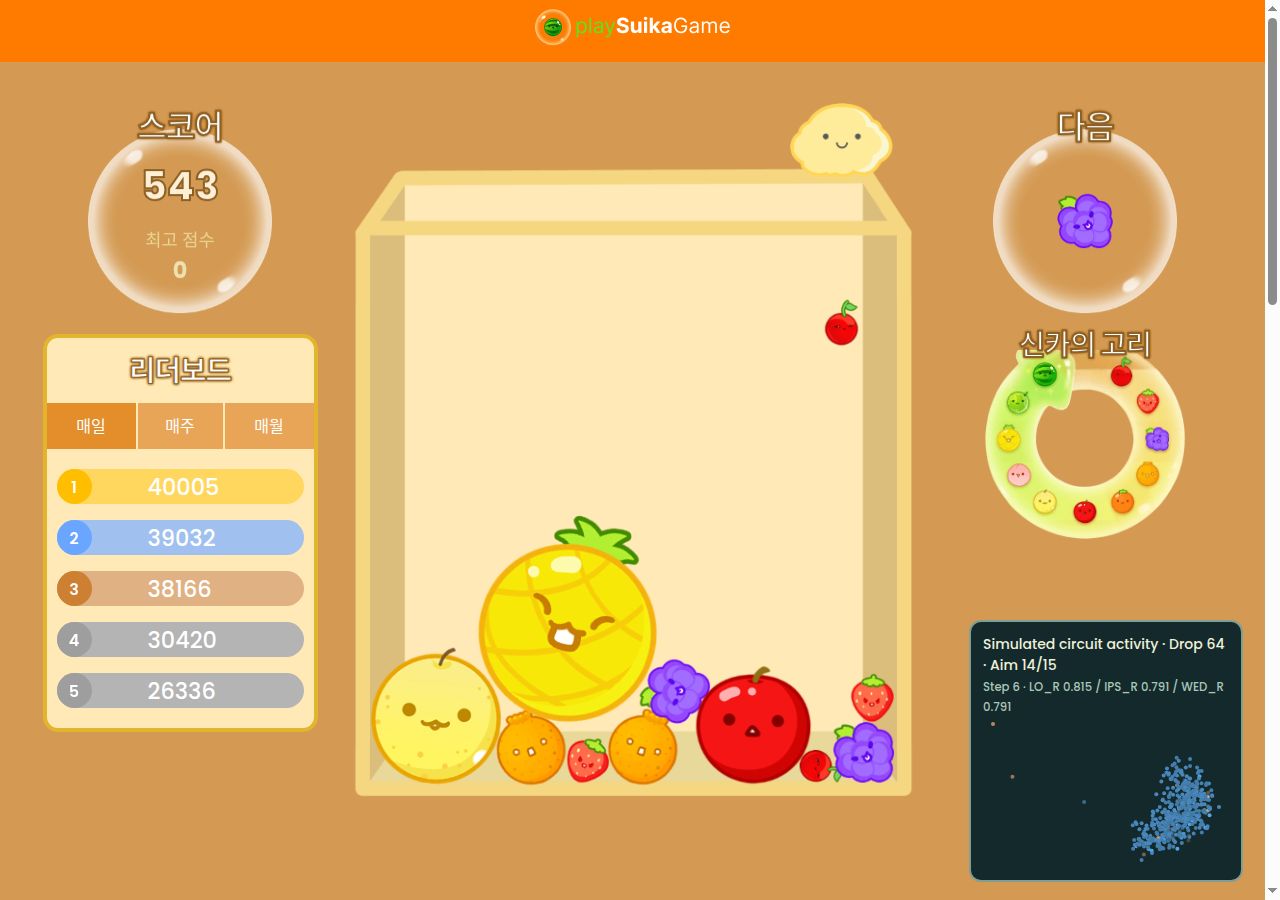 playSuikaGame
스코어
543
최고 점수
0
리더보드
매일 매주 매월
1 40005
2 39032
3 38166
4 30420
5 26336
다음
신카의 고리
Simulated circuit activity · Drop 64
· Aim 14/15
Step 6 · LO_R 0.815 / IPS_R 0.791 / WED_R
0.791